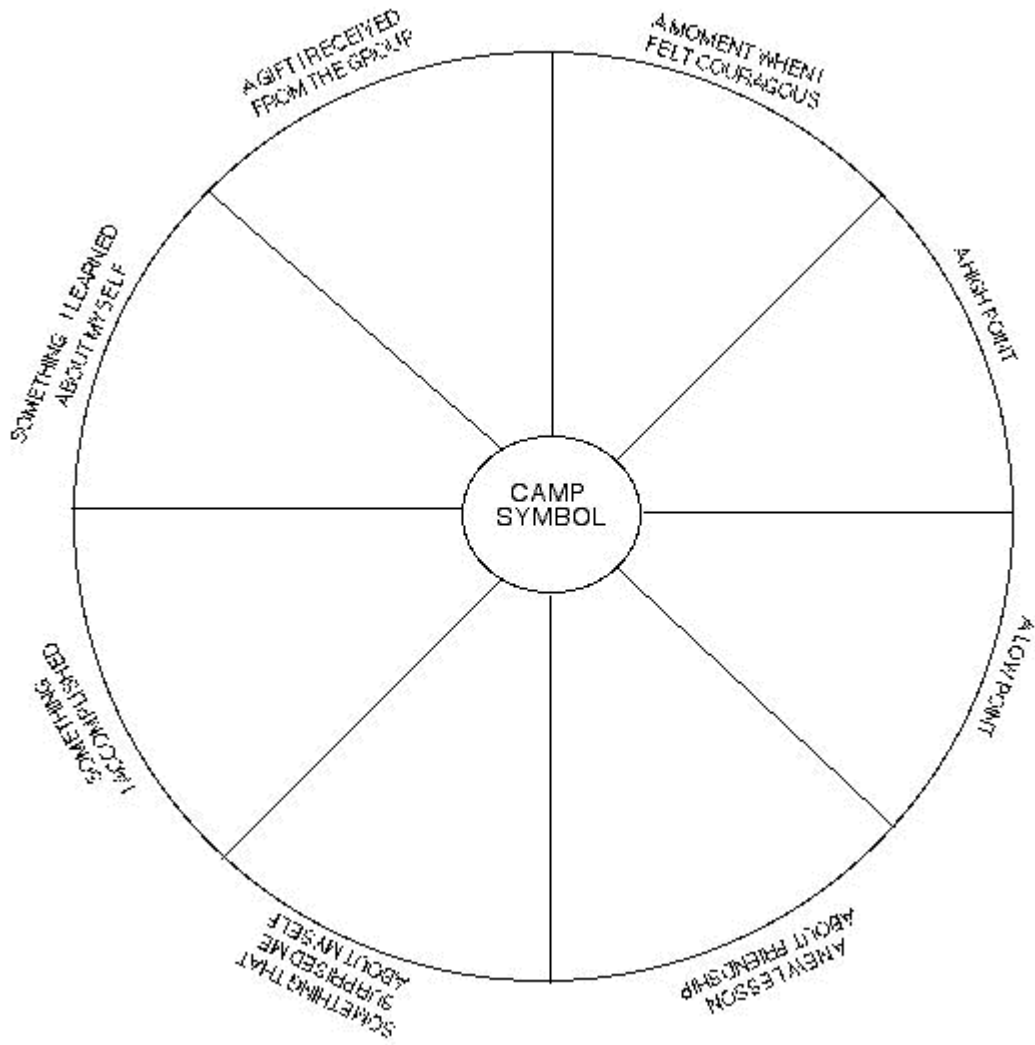 A GIFT I RECEIVED
FROM THE GROUP
A MOMENT WHEN I
FELT COURAGOUS
A HIGH POINT
A LOW POINT
A NEW LESSON
ABOUT FRIENDSHIP
SOMETHING THAT
SURPRISED ME
ABOUT MYSELF
SOMETHING
I ACCOMPLISHED
SOMETHING I LEARNED
ABOUT MYSELF
CAMP
SYMBOL